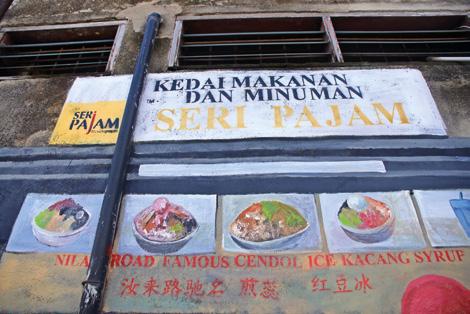 KEDAI MAKANAN
DAN MINUMAN
SERI PAJAM
SERI
PAJAM
NILAI ROAD FAMOUS CENDOL ICE KACANG SYRUP
汝来路驰名 煎蕊 红豆冰